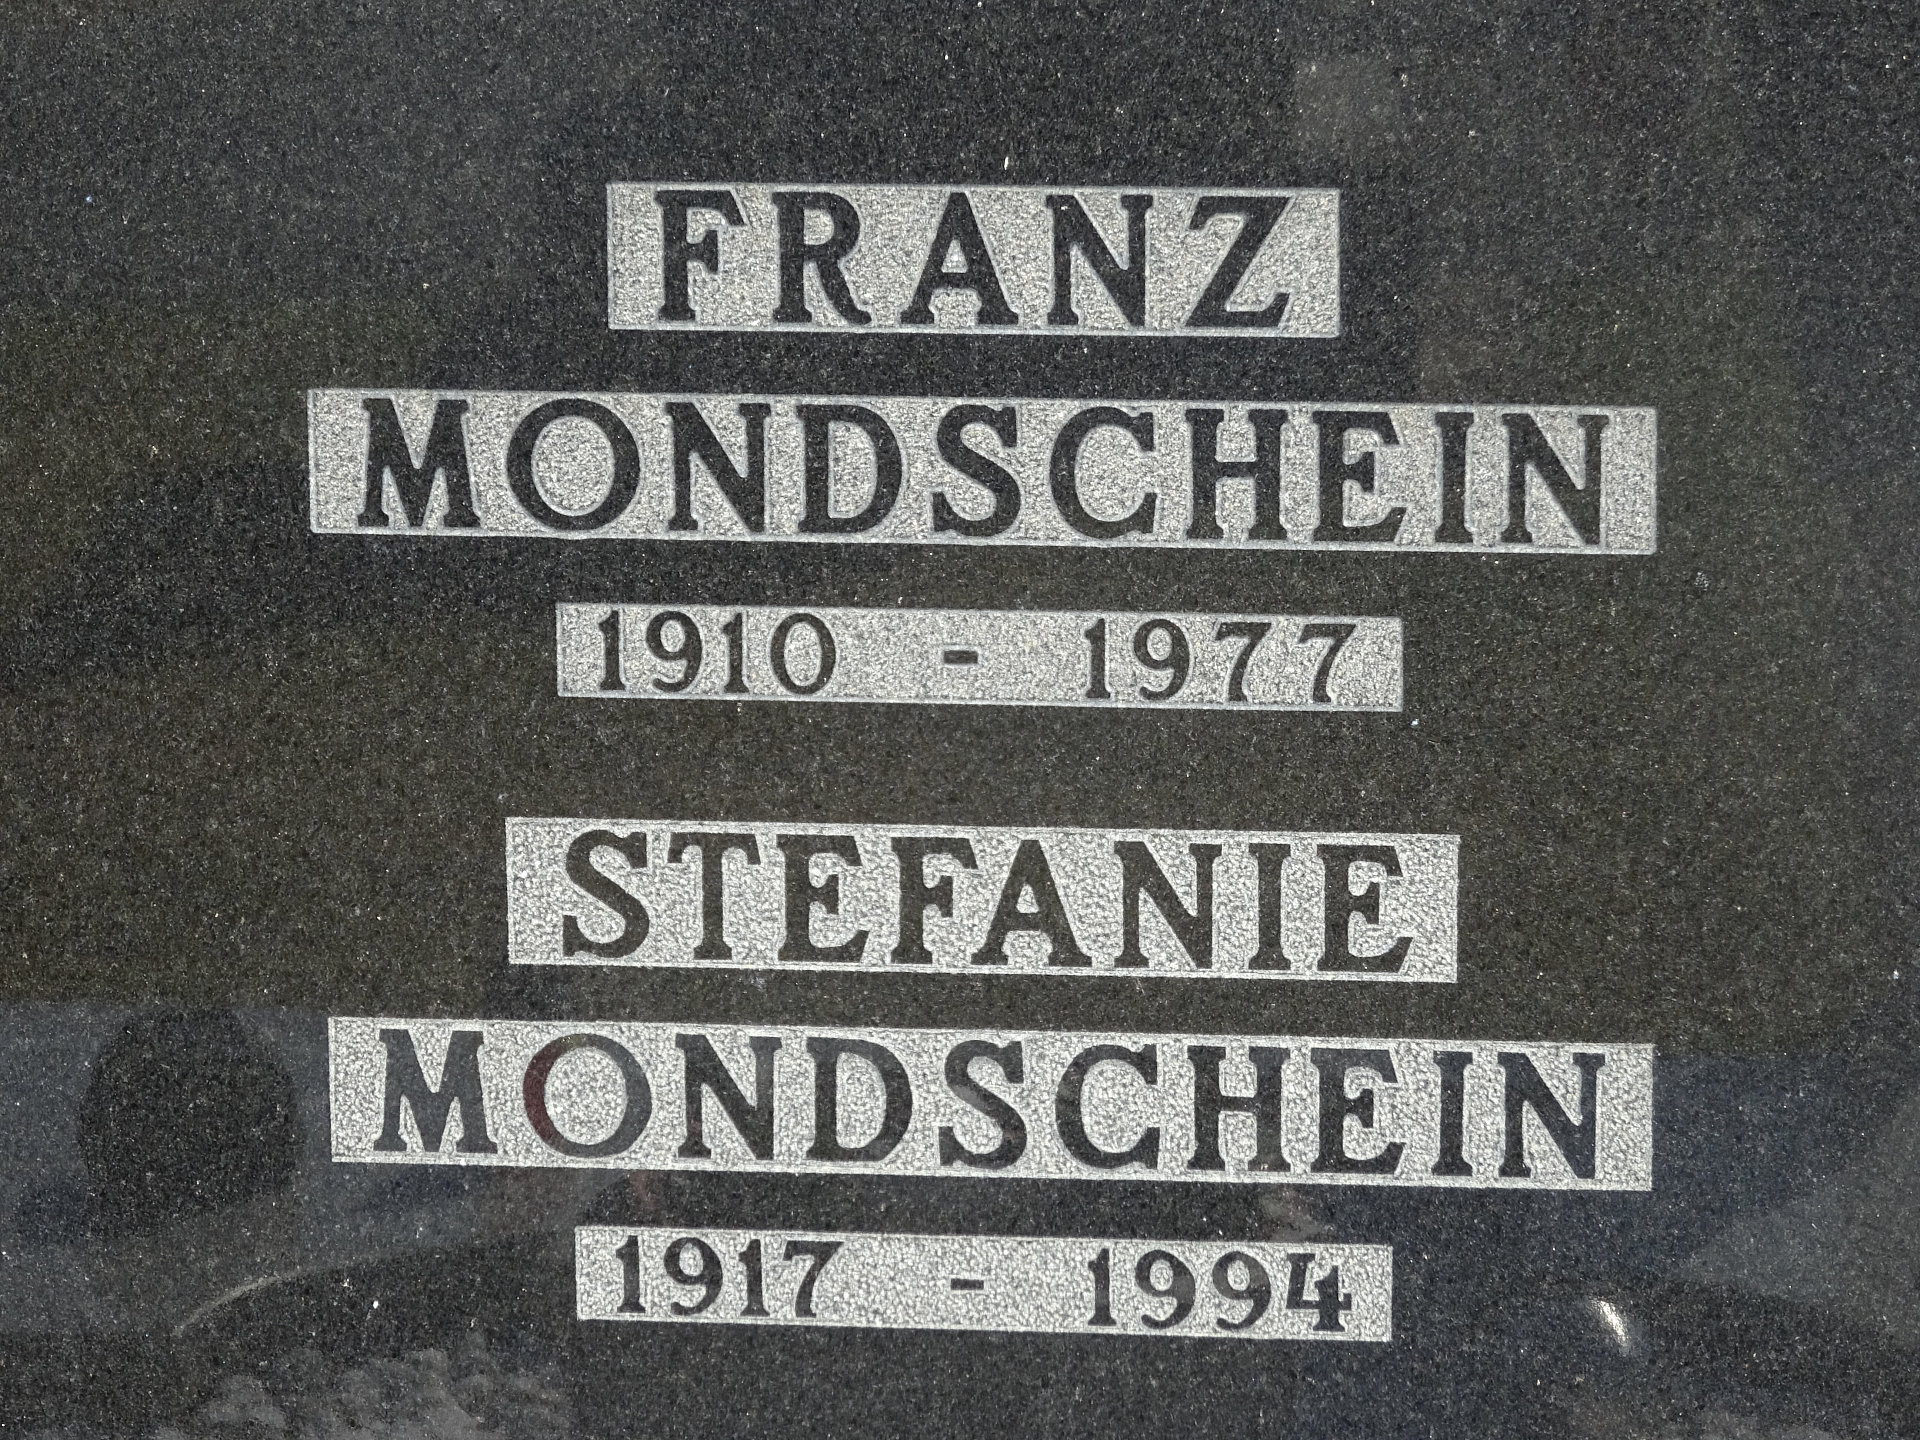 FRANZ
MONDSCHEIN
1910 - 1977
STEFANIE
MONDSCHEIN
1917 - 1994